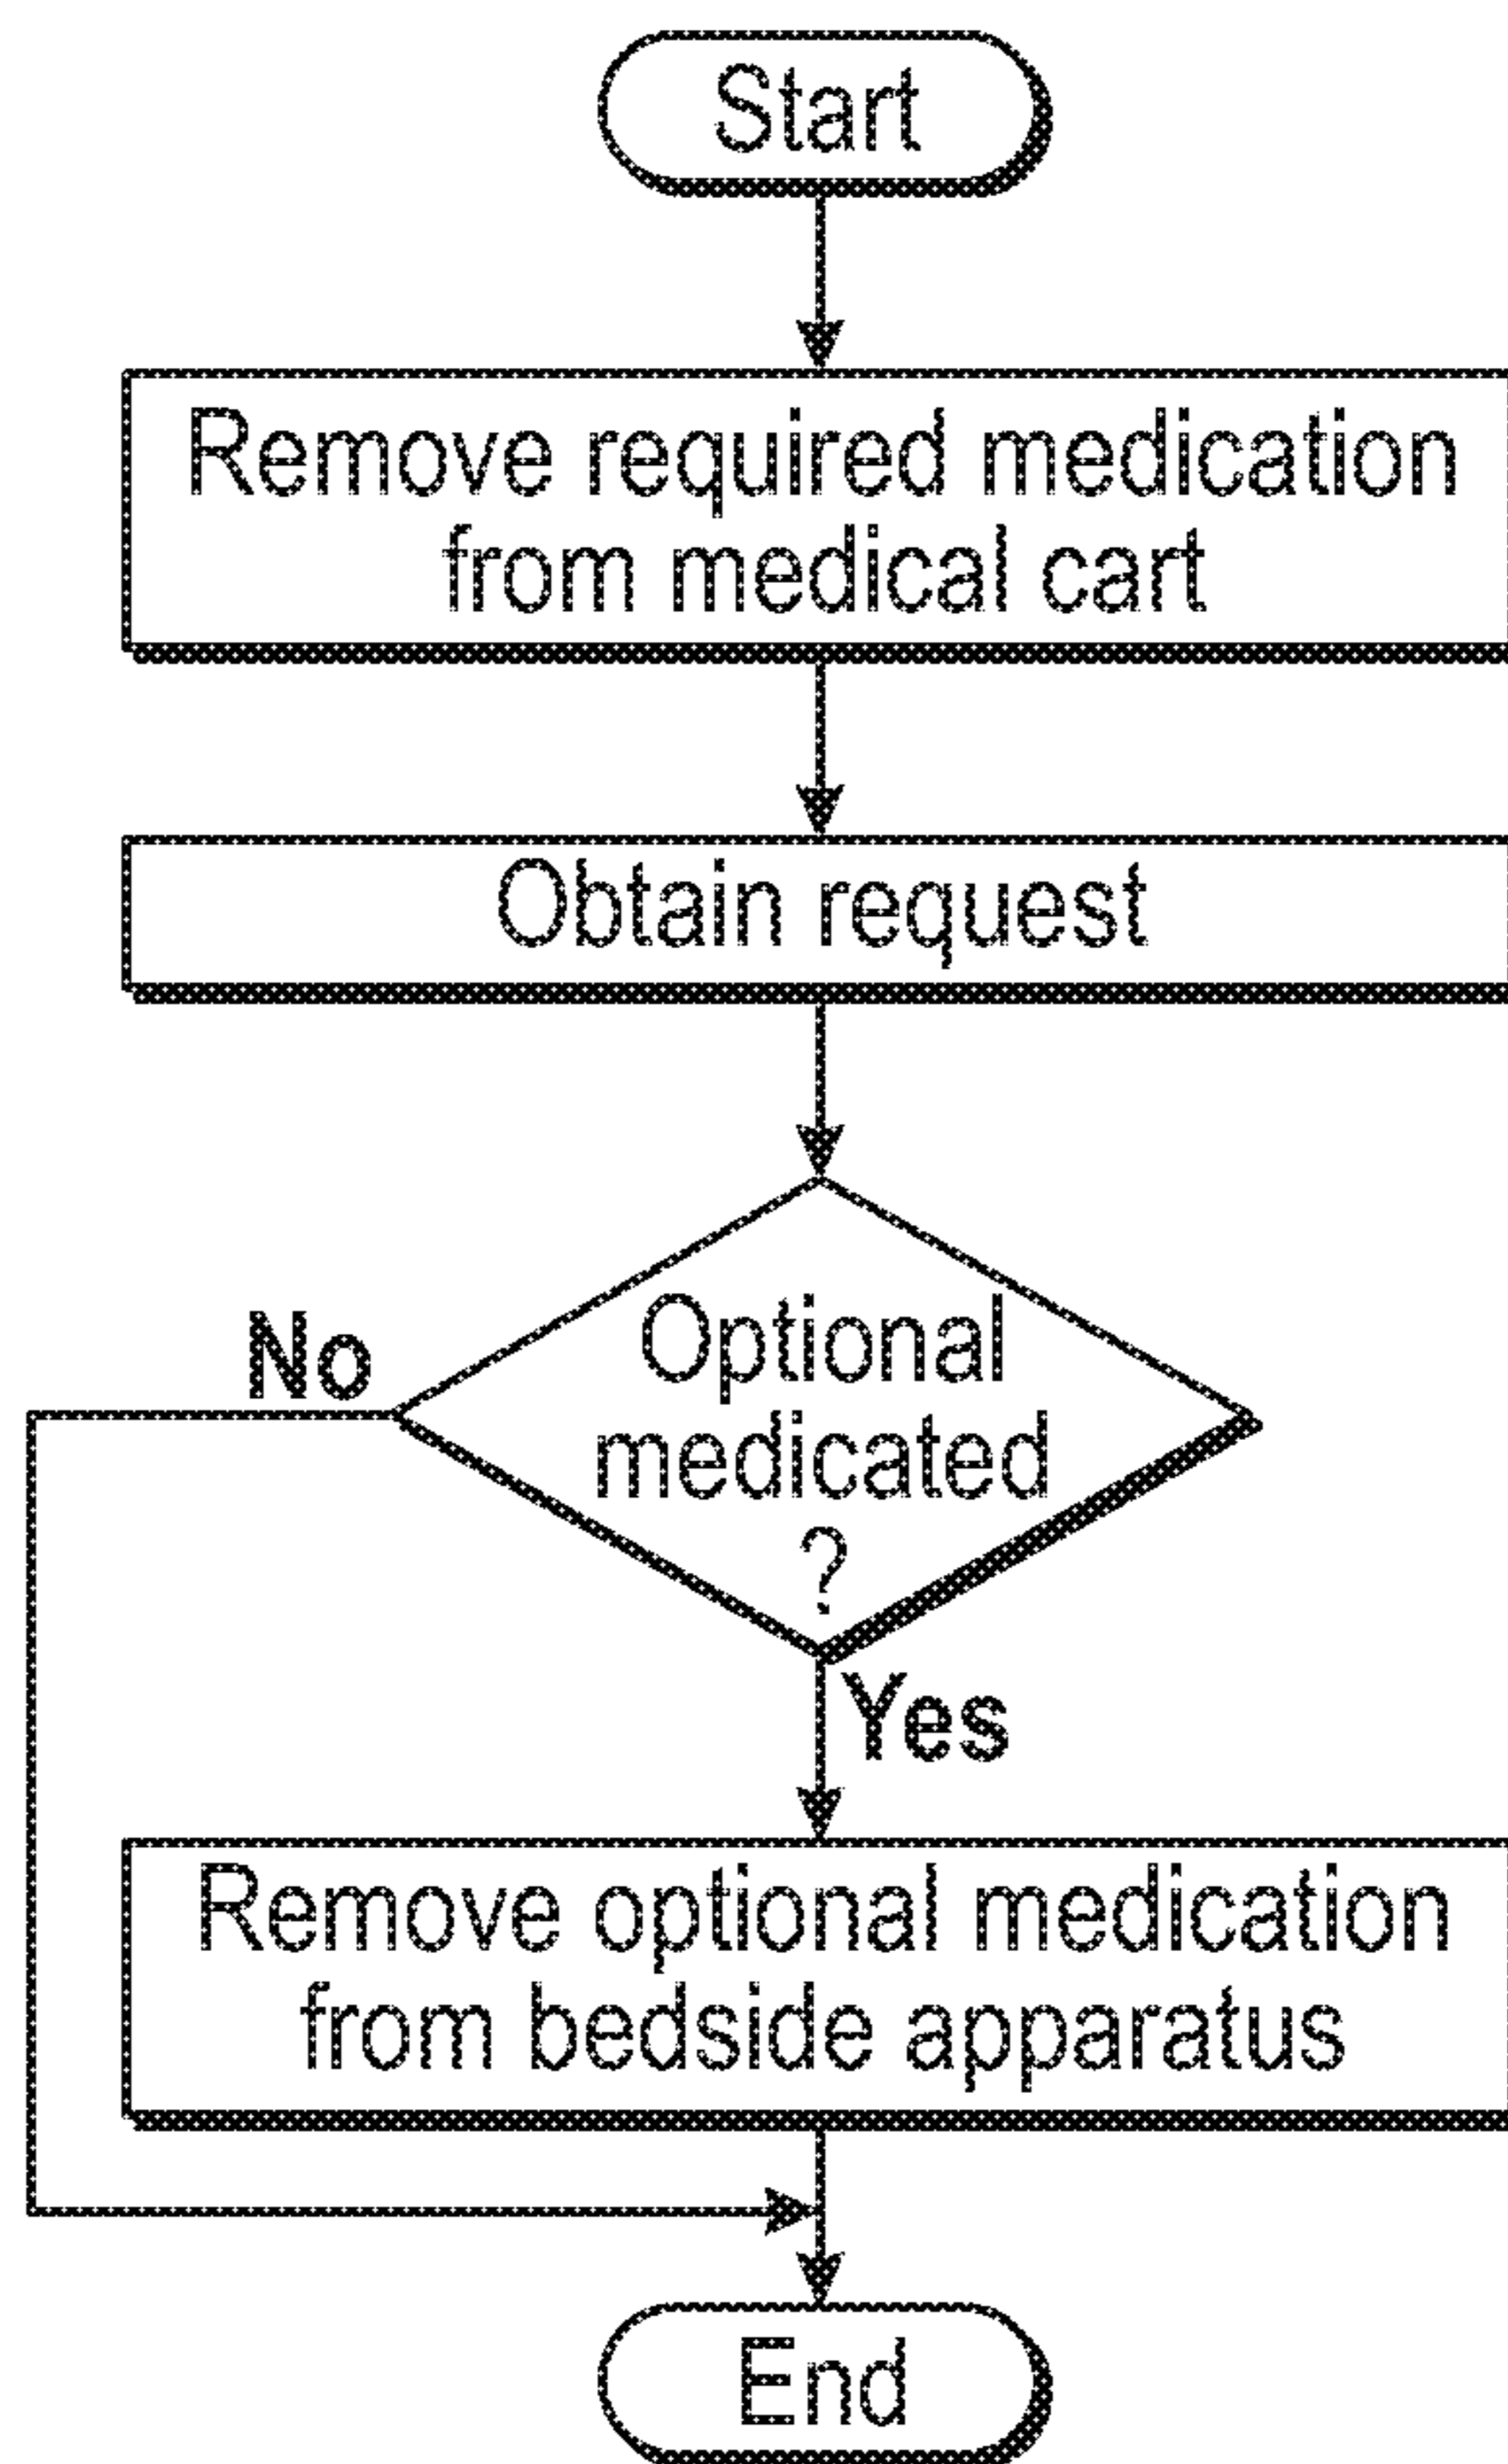 Start
Remove required medication
from medical cart
Obtain request
Optional
medicated
?
No
Yes
Remove optional medication
from bedside apparatus
End